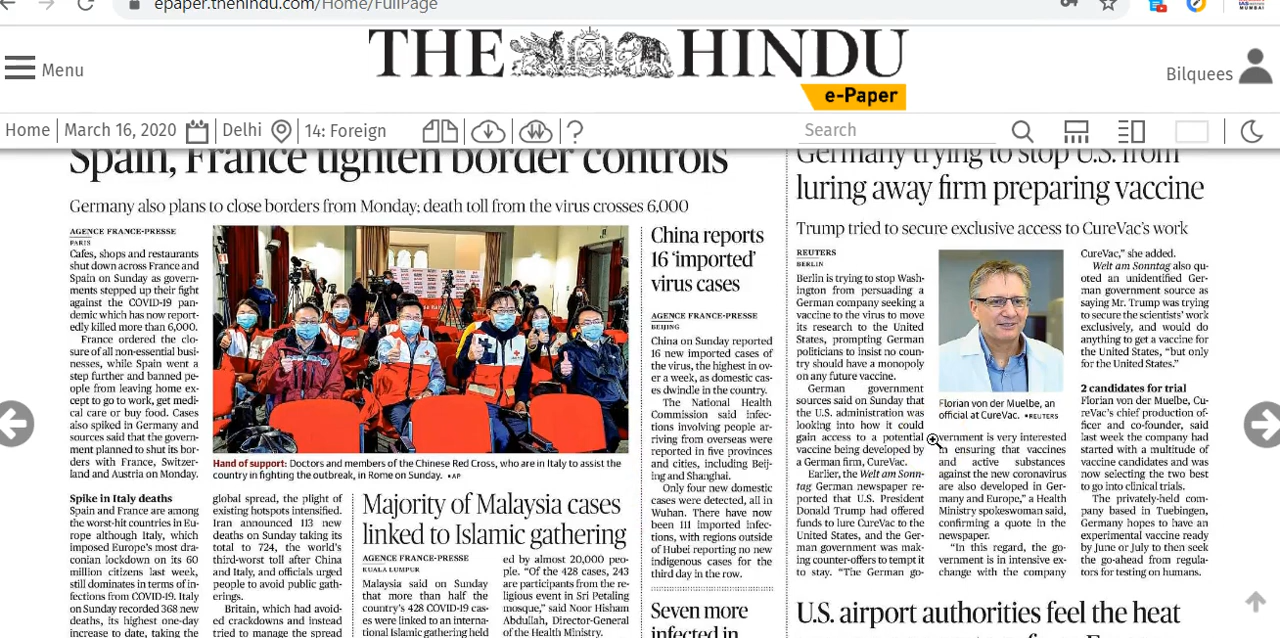 epaper.thehindu.com/Home/FullPage
THE HINDU
e-Paper
Menu
Bilquees
Home
March 16, 2020
Delhi
14: Foreign
?
Search
Spain, France tighten border controls
Germany also plans to close borders from Monday; death toll from the virus crosses 6,000
AGENCE FRANCE-PRESSE
PARIS
Cafes, shops and restaurants
shut down across France and
Spain on Sunday as govern-
ments stepped up their fight
against the COVID-19 pan-
demic which has now report-
edly killed more than 6,000.
France ordered the clo-
sure of all non-essential busi-
nesses, while Spain went a
step further and banned peo-
ple from leaving home ex-
cept to go to work, get medi-
cal care or buy food. Cases
also spiked in Germany and
sources said that the govern-
ment planned to shut its bor-
ders with France, Switzer-
land and Austria on Monday.
Spike in Italy deaths
Spain and France are among
the worst-hit countries in Eu-
rope although Italy, which
imposed Europe's most dra-
conian lockdown on its 60
million citizens last week,
still dominates in terms of in-
fections from COVID-19. Italy
on Sunday recorded 368 new
deaths, its highest one-day
increase to date, taking the
Hand of support: Doctors and members of the Chinese Red Cross, who are in Italy to assist the
country in fighting the outbreak, in Rome on Sunday. •AP
global spread, the plight of
existing hotspots intensified.
Iran announced 113 new
deaths on Sunday taking its
total to 724, the world's
third-worst toll after China
and Italy, and officials urged
people to avoid public gath-
erings.
Britain, which had avoid-
ed crackdowns and instead
tried to manage the spread
Majority of Malaysia cases
linked to Islamic gathering
AGENCE FRANCE-PRESSE
KUALA LUMPUR
Malaysia said on Sunday
that more than half the
country's 428 COVID-19 cas-
es were linked to an interna-
tional Islamic gathering held
ed by almost 20,000 peo-
ple. "Of the 428 cases, 243
are participants from the re-
ligious event in Sri Petaling
mosque," said Noor Hisham
Abdullah, Director-General
of the Health Ministry.
China reports
16 'imported'
virus cases
AGENCE FRANCE-PRESSE
BEIJING
China on Sunday reported
16 new imported cases of
the virus, the highest in ov-
er a week, as domestic cas-
es dwindle in the country.
The National Health
Commission said infec-
tions involving people ar-
riving from overseas were
reported in five provinces
and cities, including Beij-
ing and Shanghai.
Only four new domestic
cases were detected, all in
Wuhan. There have now
been 111 imported infec-
tions, with regions outside
of Hubei reporting no new
indigenous cases for the
third day in the row.
Seven more
infected in
Germany trying to stop U.S. from
luring away firm preparing vaccine
Trump tried to secure exclusive access to CureVac's work
REUTERS
BERLIN
Berlin is trying to stop Wash-
ington from persuading a
German company seeking a
vaccine to the virus to move
its research to the United
States, prompting German
politicians to insist no coun-
try should have a monopoly
on any future vaccine.
German government
sources said on Sunday that
the U.S. administration was
looking into how it could
gain access to a potential
vaccine being developed by
a German firm, CureVac.
Earlier, the Welt am Sonn-
tag German newspaper re-
ported that U.S. President
Donald Trump had offered
funds to lure CureVac to the
United States, and the Ger-
man government was mak-
ing counter-offers to tempt it
to stay. "The German go-
Florian von der Muelbe, an
official at CureVac. •REUTERS
vernment is very interested
in ensuring that vaccines
and active substances
against the new coronavirus
are also developed in Ger-
many and Europe," a Health
Ministry spokeswoman said,
confirming a quote in the
newspaper.
"In this regard, the go-
vernment is in intensive ex-
change with the company
CureVac," she added.
Welt am Sonntag also qu-
oted an unidentified Ger-
man government source as
saying Mr. Trump was trying
to secure the scientists' work
exclusively, and would do
anything to get a vaccine for
the United States, "but only
for the United States."
2 candidates for trial
Florian von der Muelbe, Cu-
reVac's chief production of-
ficer and co-founder, said
last week the company had
started with a multitude of
vaccine candidates and was
now selecting the two best
to go into clinical trials.
The privately-held com-
pany based in Tuebingen,
Germany hopes to have an
experimental vaccine ready
by June or July to then seek
the go-ahead from regula-
tors for testing on humans.
U.S. airport authorities feel the heat